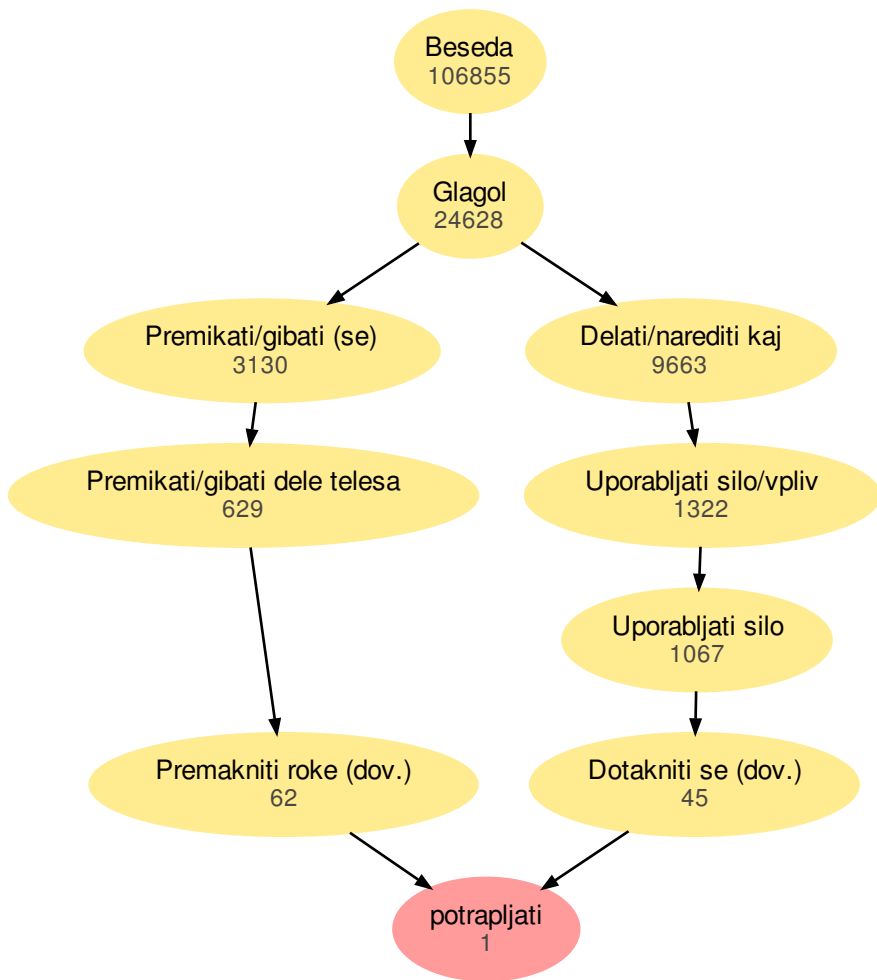 Beseda
106855
Glagol
24628
Premikati/gibati (se)
3130
Delati/narediti kaj
9663
Premikati/gibati dele telesa
629
Uporabljati silo/vpliv
1322
Uporabljati silo
1067
Premakniti roke (dov.)
62
Dotakniti se (dov.)
45
potrapljati
1